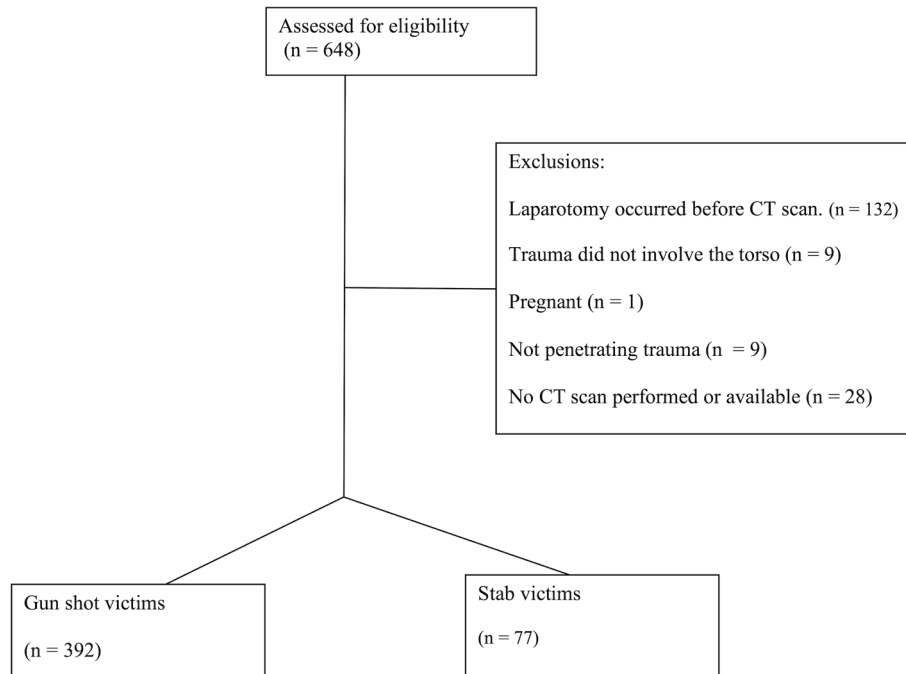 Assessed for eligibility
(n = 648)
Exclusions:
Laparotomy occurred before CT scan. (n = 132)
Trauma did not involve the torso (n = 9)
Pregnant (n = 1)
Not penetrating trauma (n = 9)
No CT scan performed or available (n = 28)
Gun shot victims
(n = 392)
Stab victims
(n = 77)